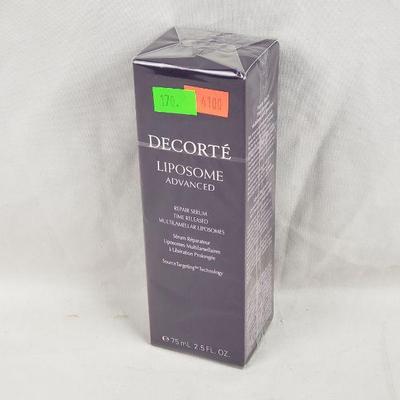 170. 4100
DECORTÉ
LIPOSOME
ADVANCED
REPAIR SERUM
TIME RELEASED
MULTILAMELLAR LIPOSOMES
Sérum Réparateur
Liposomes Multilamellaires
à Libération Prolongée
SourceTargeting™ Technology
℮ 75 mL 2.5 FL. OZ.